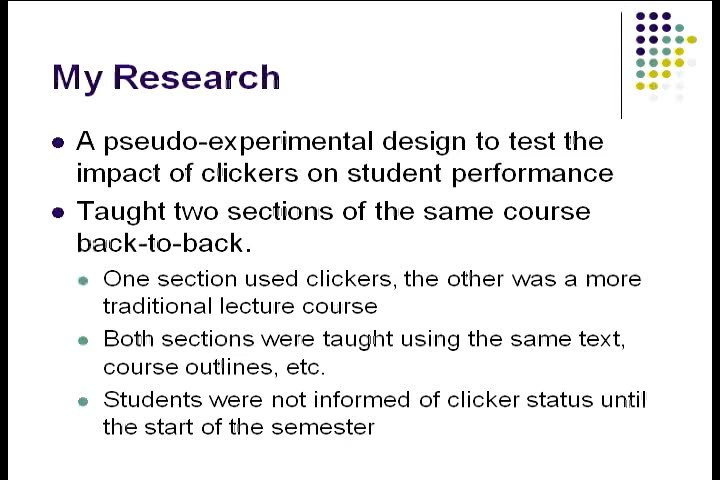 My Research
A pseudo-experimental design to test the
impact of clickers on student performance
Taught two sections of the same course
back-to-back.
One section used clickers, the other was a more
traditional lecture course
Both sections were taught using the same text,
course outlines, etc.
Students were not informed of clicker status until
the start of the semester